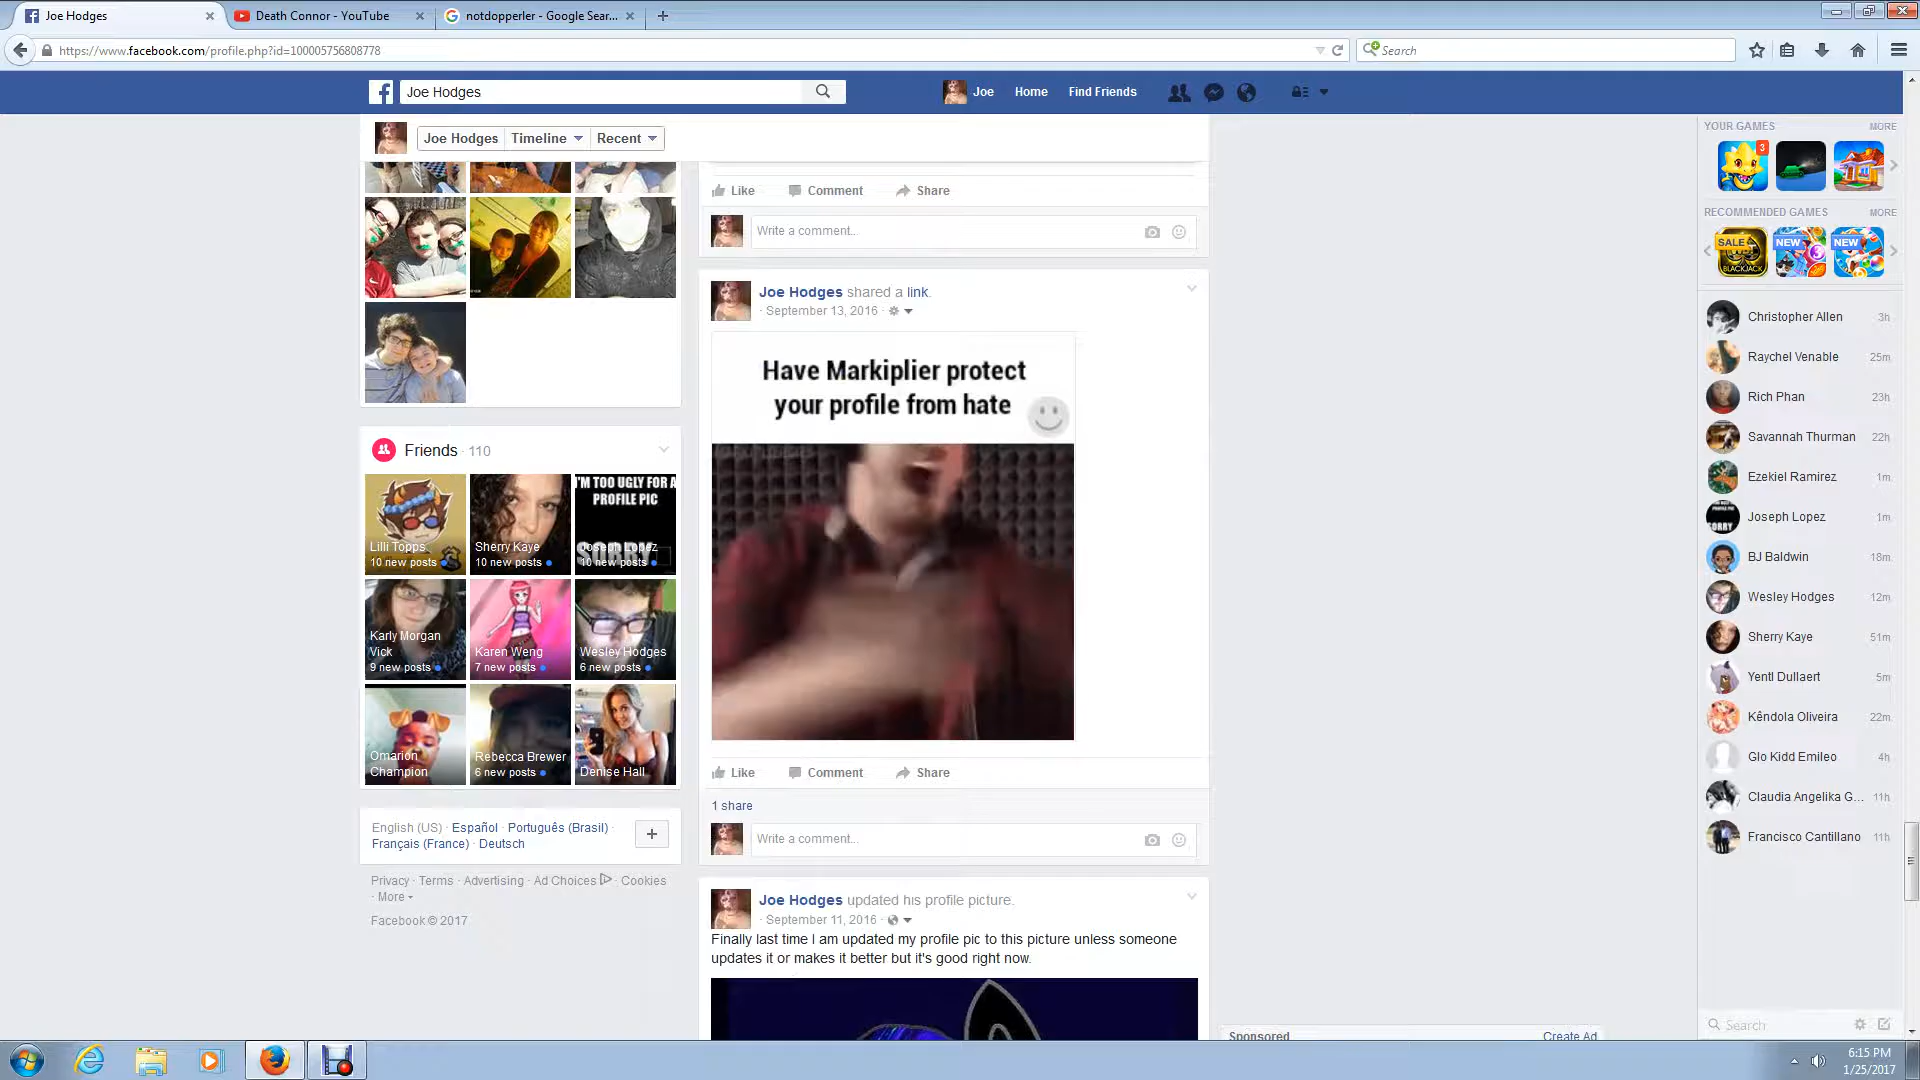 Joe Hodges
Death Connor - YouTube
notdopperler - Google Sear...
https://www.facebook.com/profile.php?id=100005756808778
Search
Joe Hodges
Joe
Home
Find Friends
Joe Hodges
Timeline
Recent
Like
Comment
Share
Write a comment...
Joe Hodges shared a link.
· September 13, 2016 ·
Have Markiplier protect
your profile from hate
Like
Comment
Share
1 share
Write a comment...
Joe Hodges updated his profile picture.
· September 11, 2016 ·
Finally last time I am updated my profile pic to this picture unless someone
updates it or makes it better but it's good right now.
Friends · 110
Lilli Topps
10 new posts
Sherry Kaye
10 new posts
I'M TOO UGLY FOR A
PROFILE PIC
SORRY
Joseph Lopez
10 new posts
Karly Morgan
Vick
9 new posts
Karen Weng
7 new posts
Wesley Hodges
6 new posts
Omarion
Champion
Rebecca Brewer
6 new posts
Denise Hall
English (US) · Español · Português (Brasil) ·
Français (France) · Deutsch
Privacy · Terms · Advertising · Ad Choices · Cookies
· More
Facebook © 2017
YOUR GAMES
MORE
3
RECOMMENDED GAMES
MORE
SALE
BLACKJACK
NEW
3
NEW
Christopher Allen 3h
Raychel Venable 25m
Rich Phan 23h
Savannah Thurman 22h
Ezekiel Ramirez 1m
Joseph Lopez 1m
BJ Baldwin 18m
Wesley Hodges 12m
Sherry Kaye 51m
Yentl Dullaert 5m
Kêndola Oliveira 22m
Glo Kidd Emileo 4h
Claudia Angelika G... 11h
Francisco Cantillano 11h
Search
Sponsored
Create Ad
6:15 PM
1/25/2017